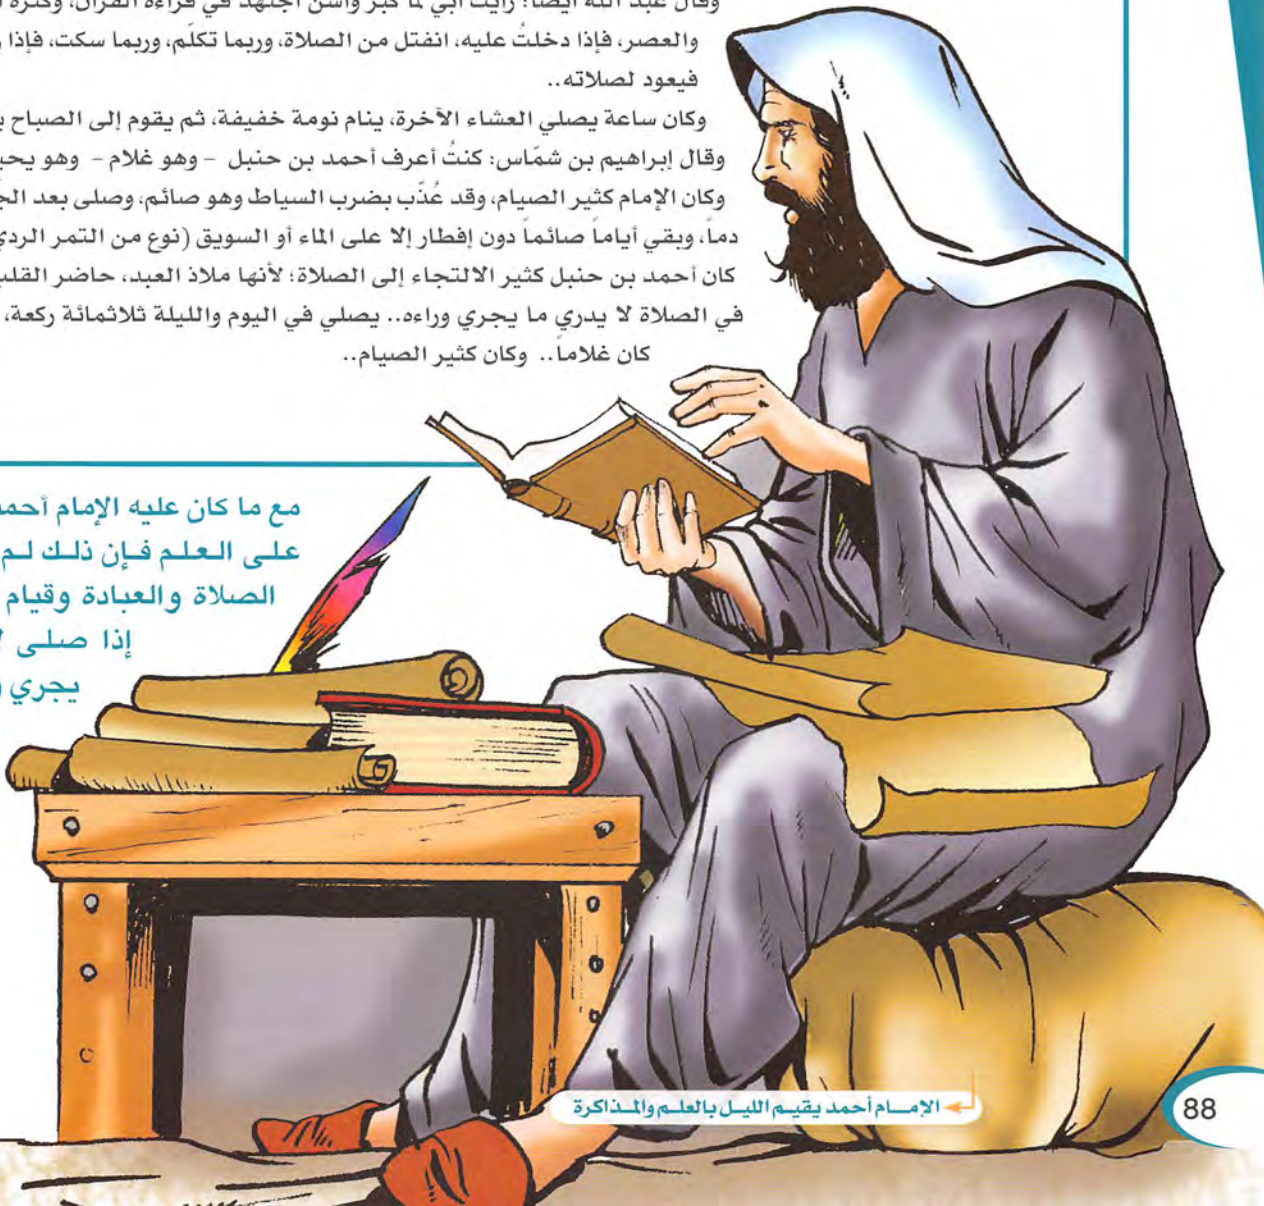 وقال عبد الله أيضاً: رأيت أبي لما كبر وأسن اجتهد في قراءة القرآن، وكثرة
والعصر، فإذا دخلتُ عليه، انفتل من الصلاة، وربما تكلّم، وربما سكت، فإذا
فيعود لصلاته..
وكان ساعة يصلي العشاء الآخرة، ينام نومة خفيفة، ثم يقوم إلى الصباح
وقال إبراهيم بن شمّاس: كنتُ أعرف أحمد بن حنبل - وهو غلام - وهو
وكان الإمام كثير الصيام، وقد عُذّب بضرب السياط وهو صائم، وصلى بعد
دماً، وبقي أياماً صائماً دون إفطار إلا على الماء أو السويق (نوع من التمر
كان أحمد بن حنبل كثير الالتجاء إلى الصلاة؛ لأنها ملاذ العبد، حاضر
في الصلاة لا يدري ما يجري وراءه.. يصلي في اليوم والليلة ثلاثمائة ركعة،
كان غلاماً.. وكان كثير الصيام..
مع ما كان عليه الإمام أحمد
على العلم فإن ذلك لم
الصلاة والعبادة وقيام
إذا صلى
يجري
الإمام أحمد يقيم الليل بالعلم والمذاكرة
88